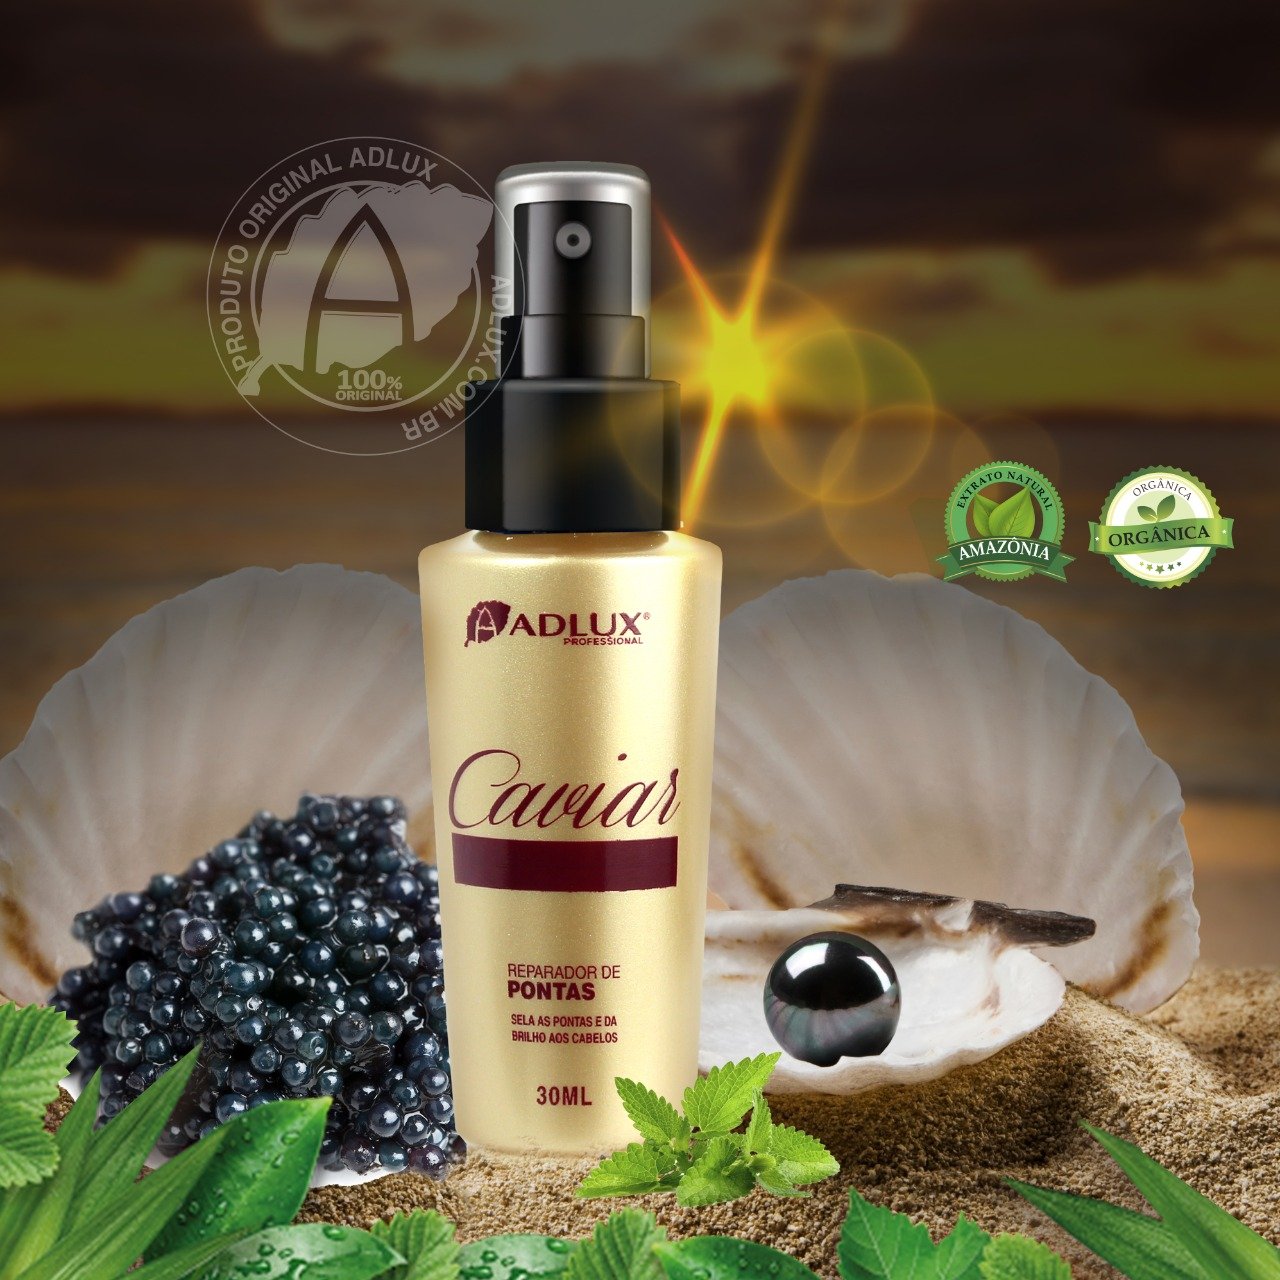 PRODUTO ORIGINAL ADLUX
ADLUX.COM.BR
A
100%
ORIGINAL
EXTRATO NATURAL
AMAZÔNIA
ORGÂNICA
ORGÂNICA
ADLUX®
PROFESSIONAL
Caviar
REPARADOR DE
PONTAS
SELA AS PONTAS E DA
BRILHO AOS CABELOS
30ML